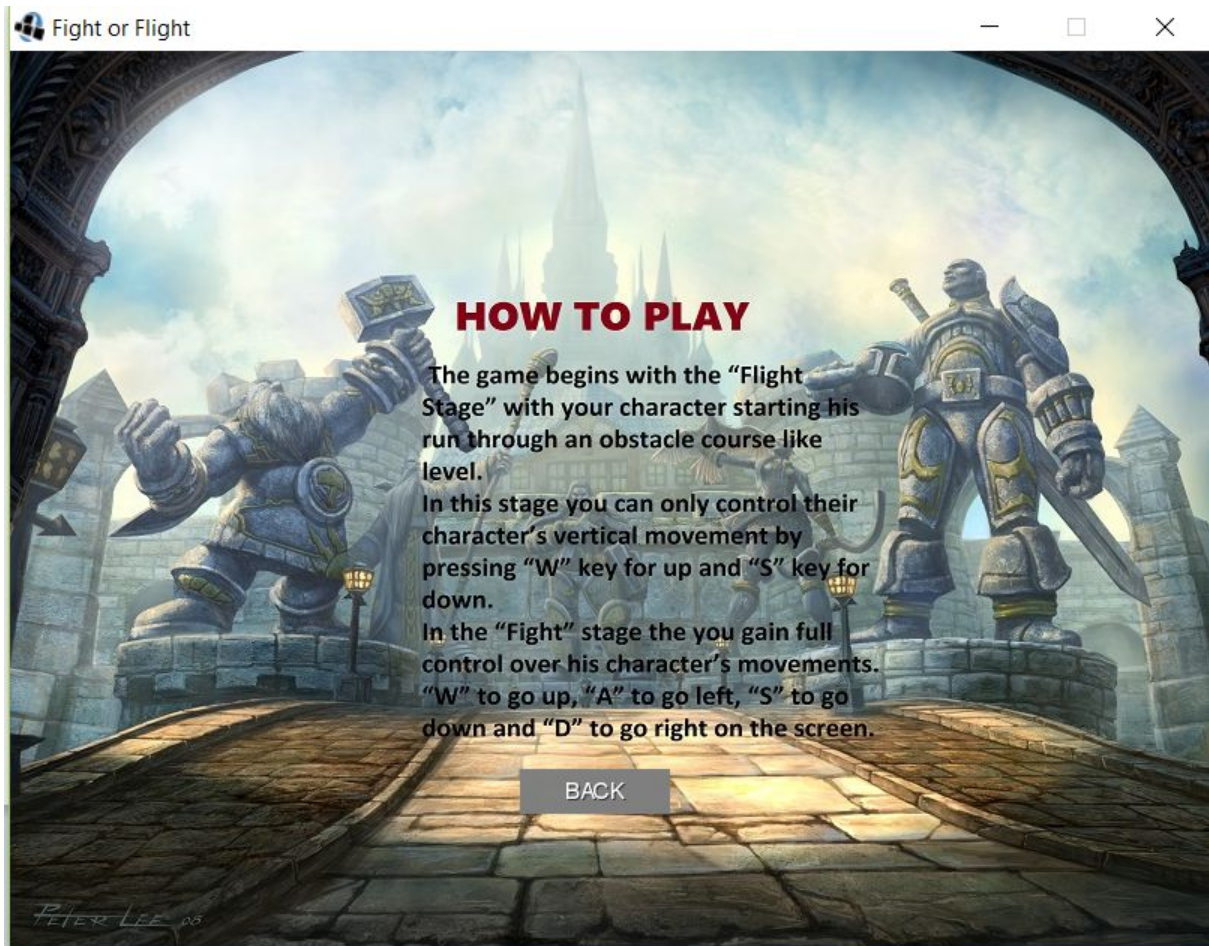 Fight or Flight
HOW TO PLAY
The game begins with the “Flight
Stage” with your character starting his
run through an obstacle course like
level.
In this stage you can only control their
character’s vertical movement by
pressing “W” key for up and “S” key for
down.
In the “Fight” stage the you gain full
control over his character’s movements.
“W” to go up, “A” to go left, “S” to go
down and “D” to go right on the screen.
BACK
PETER LEE 08